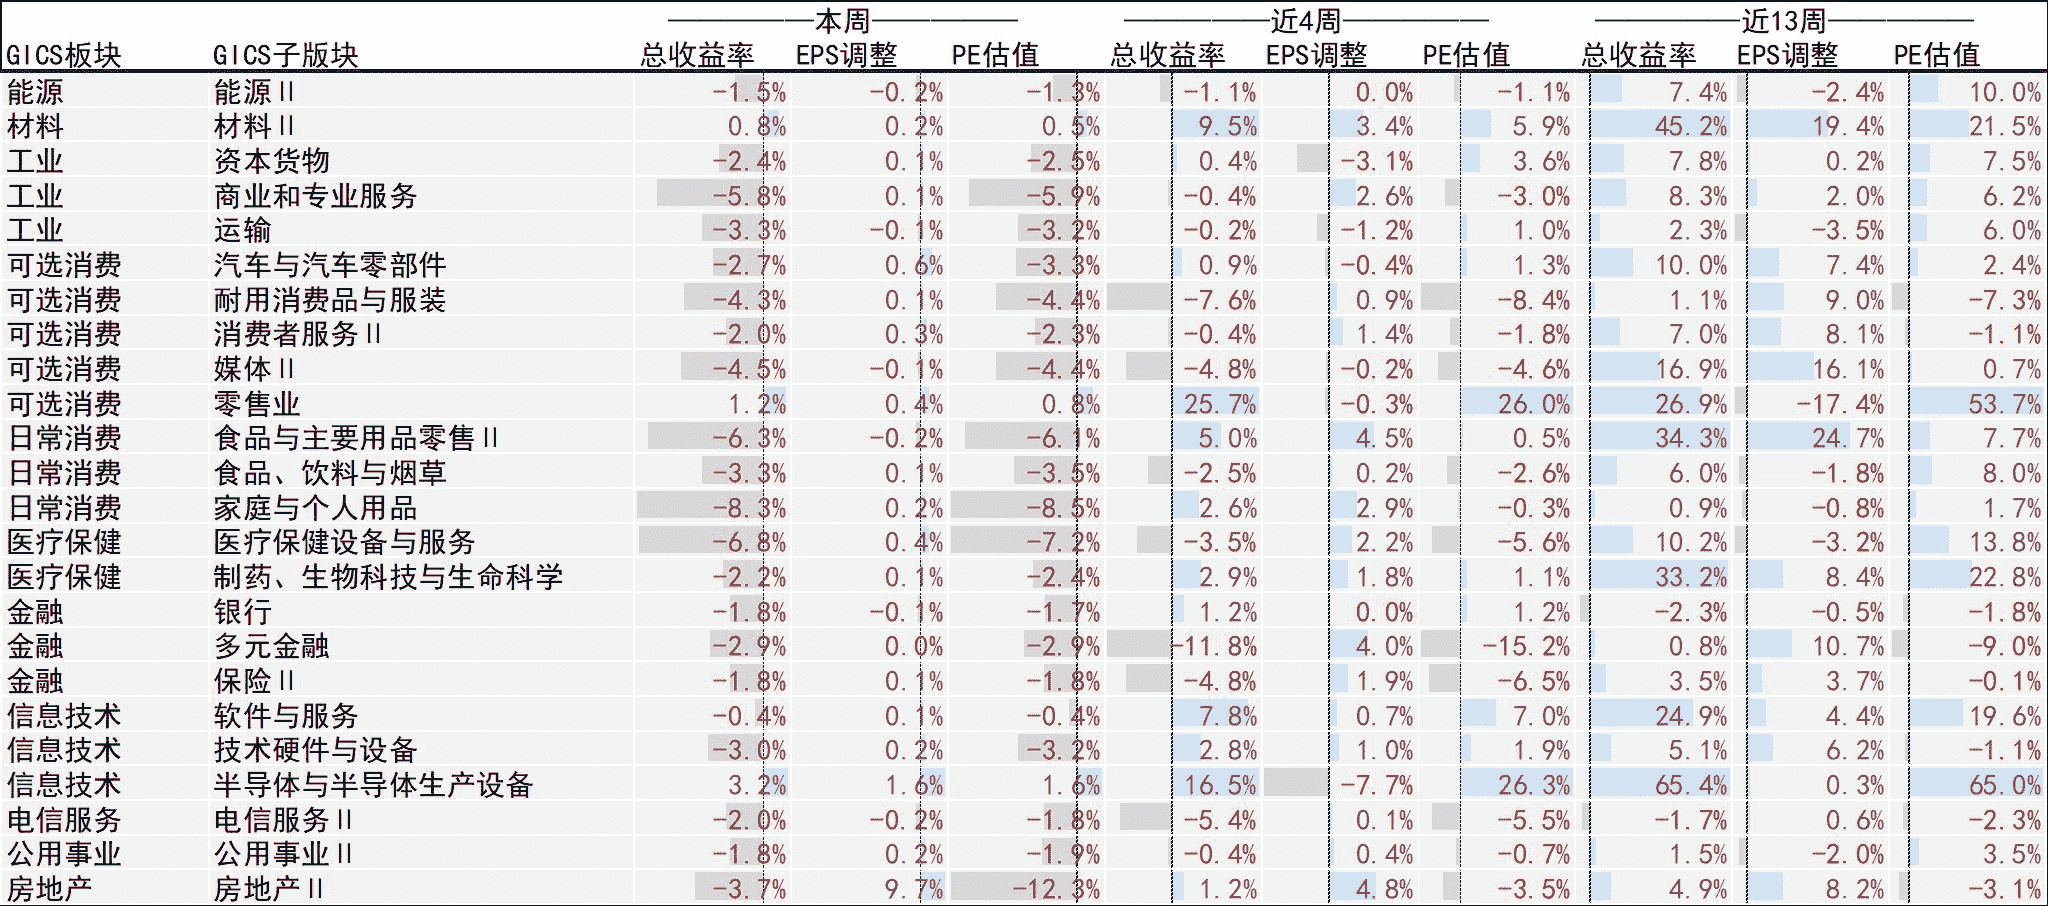 本周 近4周 近13周
GICS板块 GICS子版块 总收益率 EPS调整 PE估值 总收益率 EPS调整 PE估值 总收益率 EPS调整 PE估值
能源 能源Ⅱ -1.5% -0.2% -1.3% -1.1% 0.0% -1.1% 7.4% -2.4% 10.0%
材料 材料Ⅱ 0.8% 0.2% 0.5% 9.5% 3.4% 5.9% 45.2% 19.4% 21.5%
工业 资本货物 -2.4% 0.1% -2.5% 0.4% -3.1% 3.6% 7.8% 0.2% 7.5%
工业 商业和专业服务 -5.8% 0.1% -5.9% -0.4% 2.6% -3.0% 8.3% 2.0% 6.2%
工业 运输 -3.3% -0.1% -3.2% -0.2% -1.2% 1.0% 2.3% -3.5% 6.0%
可选消费 汽车与汽车零部件 -2.7% 0.6% -3.3% 0.9% -0.4% 1.3% 10.0% 7.4% 2.4%
可选消费 耐用消费品与服装 -4.3% 0.1% -4.4% -7.6% 0.9% -8.4% 1.1% 9.0% -7.3%
可选消费 消费者服务Ⅱ -2.0% 0.3% -2.3% -0.4% 1.4% -1.8% 7.0% 8.1% -1.1%
可选消费 媒体Ⅱ -4.5% -0.1% -4.4% -4.8% -0.2% -4.6% 16.9% 16.1% 0.7%
可选消费 零售业 1.2% 0.4% 0.8% 25.7% -0.3% 26.0% 26.9% -17.4% 53.7%
日常消费 食品与主要用品零售Ⅱ -6.3% -0.2% -6.1% 5.0% 4.5% 0.5% 34.3% 24.7% 7.7%
日常消费 食品、饮料与烟草 -3.3% 0.1% -3.5% -2.5% 0.2% -2.6% 6.0% -1.8% 8.0%
日常消费 家庭与个人用品 -8.3% 0.2% -8.5% 2.6% 2.9% -0.3% 0.9% -0.8% 1.7%
医疗保健 医疗保健设备与服务 -6.8% 0.4% -7.2% -3.5% 2.2% -5.6% 10.2% -3.2% 13.8%
医疗保健 制药、生物科技与生命科学 -2.2% 0.1% -2.4% 2.9% 1.8% 1.1% 33.2% 8.4% 22.8%
金融 银行 -1.8% -0.1% -1.7% 1.2% 0.0% 1.2% -2.3% -0.5% -1.8%
金融 多元金融 -2.9% 0.0% -2.9% -11.8% 4.0% -15.2% 0.8% 10.7% -9.0%
金融 保险Ⅱ -1.8% 0.1% -1.8% -4.8% 1.9% -6.5% 3.5% 3.7% -0.1%
信息技术 软件与服务 -0.4% 0.1% -0.4% 7.8% 0.7% 7.0% 24.9% 4.4% 19.6%
信息技术 技术硬件与设备 -3.0% 0.2% -3.2% 2.8% 1.0% 1.9% 5.1% 6.2% -1.1%
信息技术 半导体与半导体生产设备 3.2% 1.6% 1.6% 16.5% -7.7% 26.3% 65.4% 0.3% 65.0%
电信服务 电信服务Ⅱ -2.0% -0.2% -1.8% -5.4% 0.1% -5.5% -1.7% 0.6% -2.3%
公用事业 公用事业Ⅱ -1.8% 0.2% -1.9% -0.4% 0.4% -0.7% 1.5% -2.0% 3.5%
房地产 房地产Ⅱ -3.7% 9.7% -12.3% 1.2% 4.8% -3.5% 4.9% 8.2% -3.1%